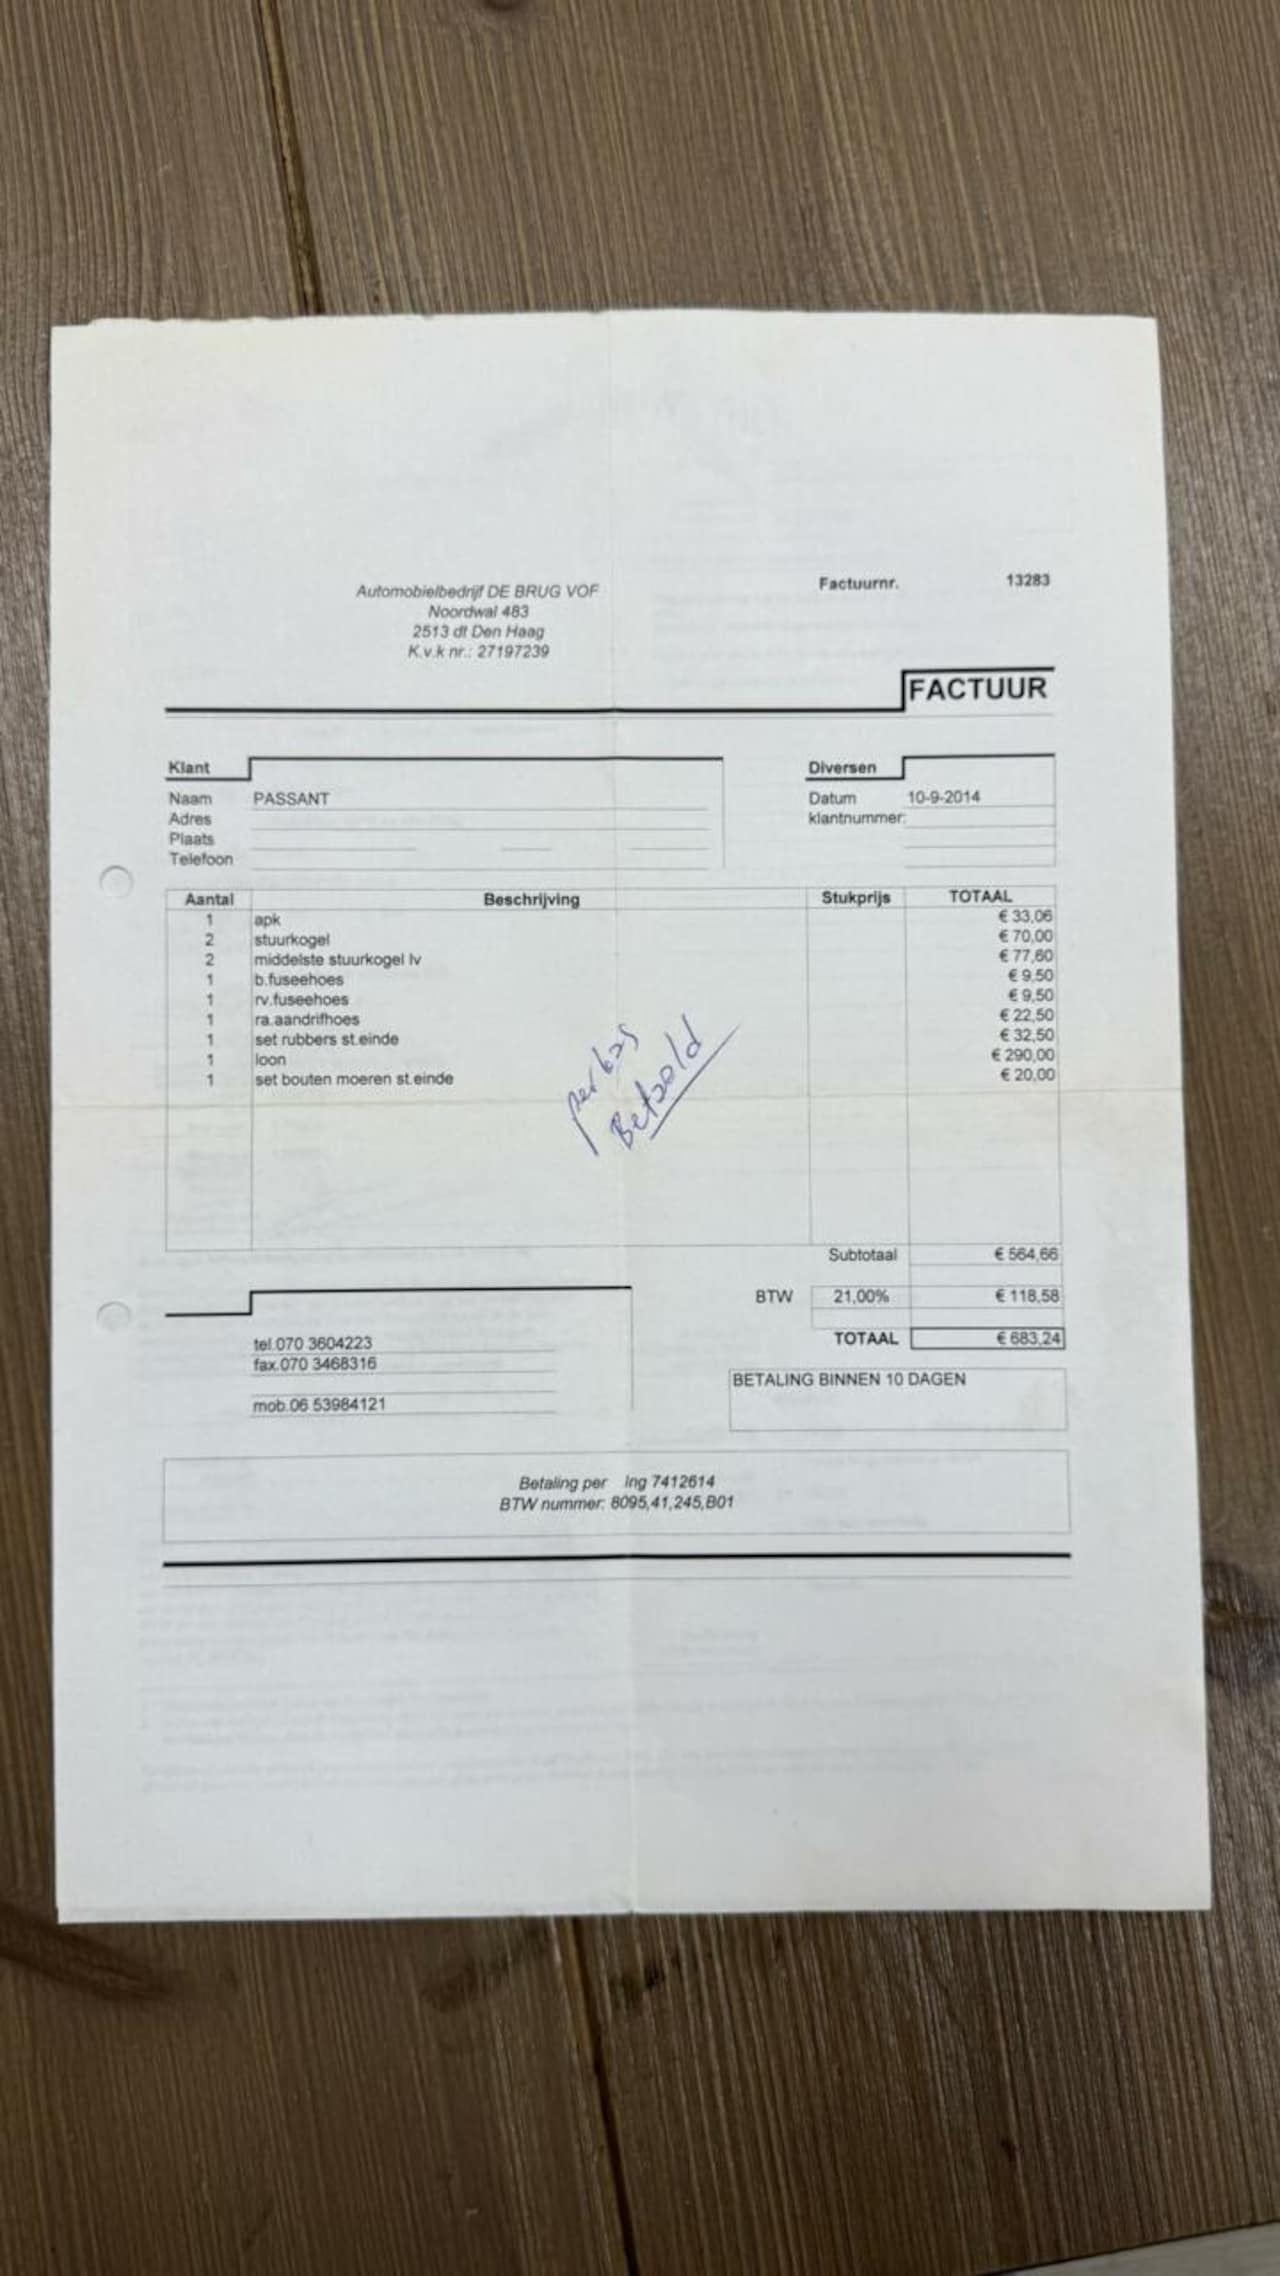 Automobielbedrijf DE BRUG VOF
Noordwal 483
2513 dt Den Haag
K.v.k nr.: 27197239
Factuurnr. 13283
FACTUUR
Klant
Naam PASSANT
Adres
Plaats
Telefoon
Diversen
Datum 10-9-2014
klantnummer:
Aantal Beschrijving Stukprijs TOTAAL
1 apk € 33,06
2 stuurkogel € 70,00
2 middelste stuurkogel lv € 77,60
1 b.fuseehoes € 9,50
1 rv.fuseehoes € 9,50
1 ra.aandrifhoes € 22,50
1 set rubbers st.einde € 32,50
1 loon € 290,00
1 set bouten moeren st.einde € 20,00
per kas
Betaald
Subtotaal € 564,66
BTW 21,00% € 118,58
TOTAAL € 683,24
tel.070 3604223
fax.070 3468316
mob.06 53984121
BETALING BINNEN 10 DAGEN
Betaling per Ing 7412614
BTW nummer: 8095,41,245,B01